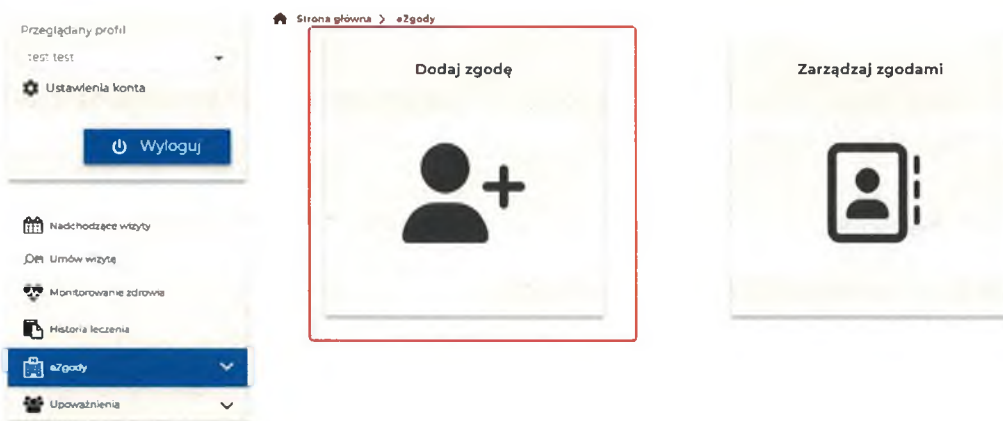 Przeglądany profil
test test
Ustawienia konta
Wyloguj
Nadchodzące wizyty
Umów wizytę
Monitorowanie zdrowia
Historia leczenia
eZgody
Upoważnienia
Strona główna > eZgody
Dodaj zgodę
Zarządzaj zgodami